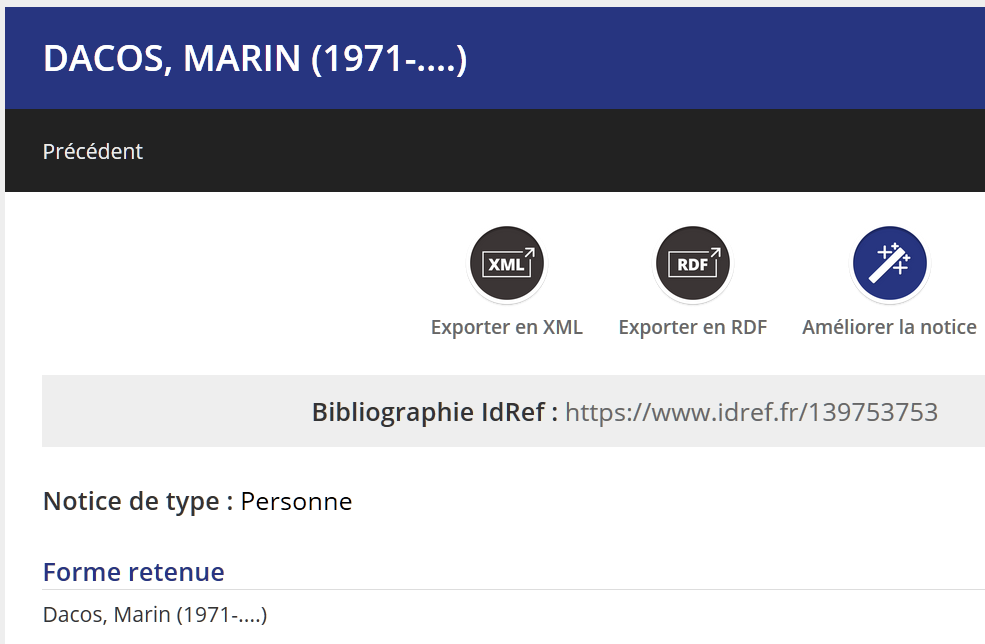 DACOS, MARIN (1971-....)
Précédent
XML RDF
Exporter en XML Exporter en RDF Améliorer la notice
Bibliographie IdRef : https://www.idref.fr/139753753
Notice de type : Personne
Forme retenue
Dacos, Marin (1971-....)